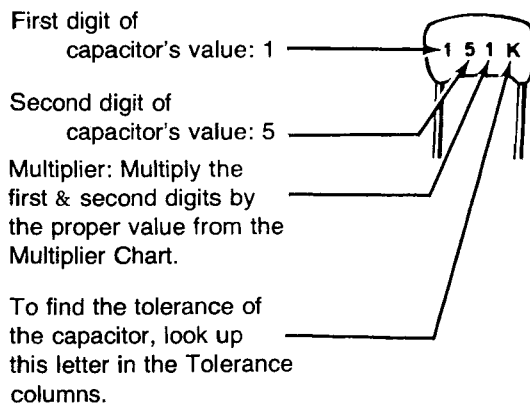 First digit of
capacitor's value: 1
1 5 1 K
Second digit of
capacitor's value: 5
Multiplier: Multiply the
first & second digits by
the proper value from the
Multiplier Chart.
To find the tolerance of
the capacitor, look up
this letter in the Tolerance
columns.